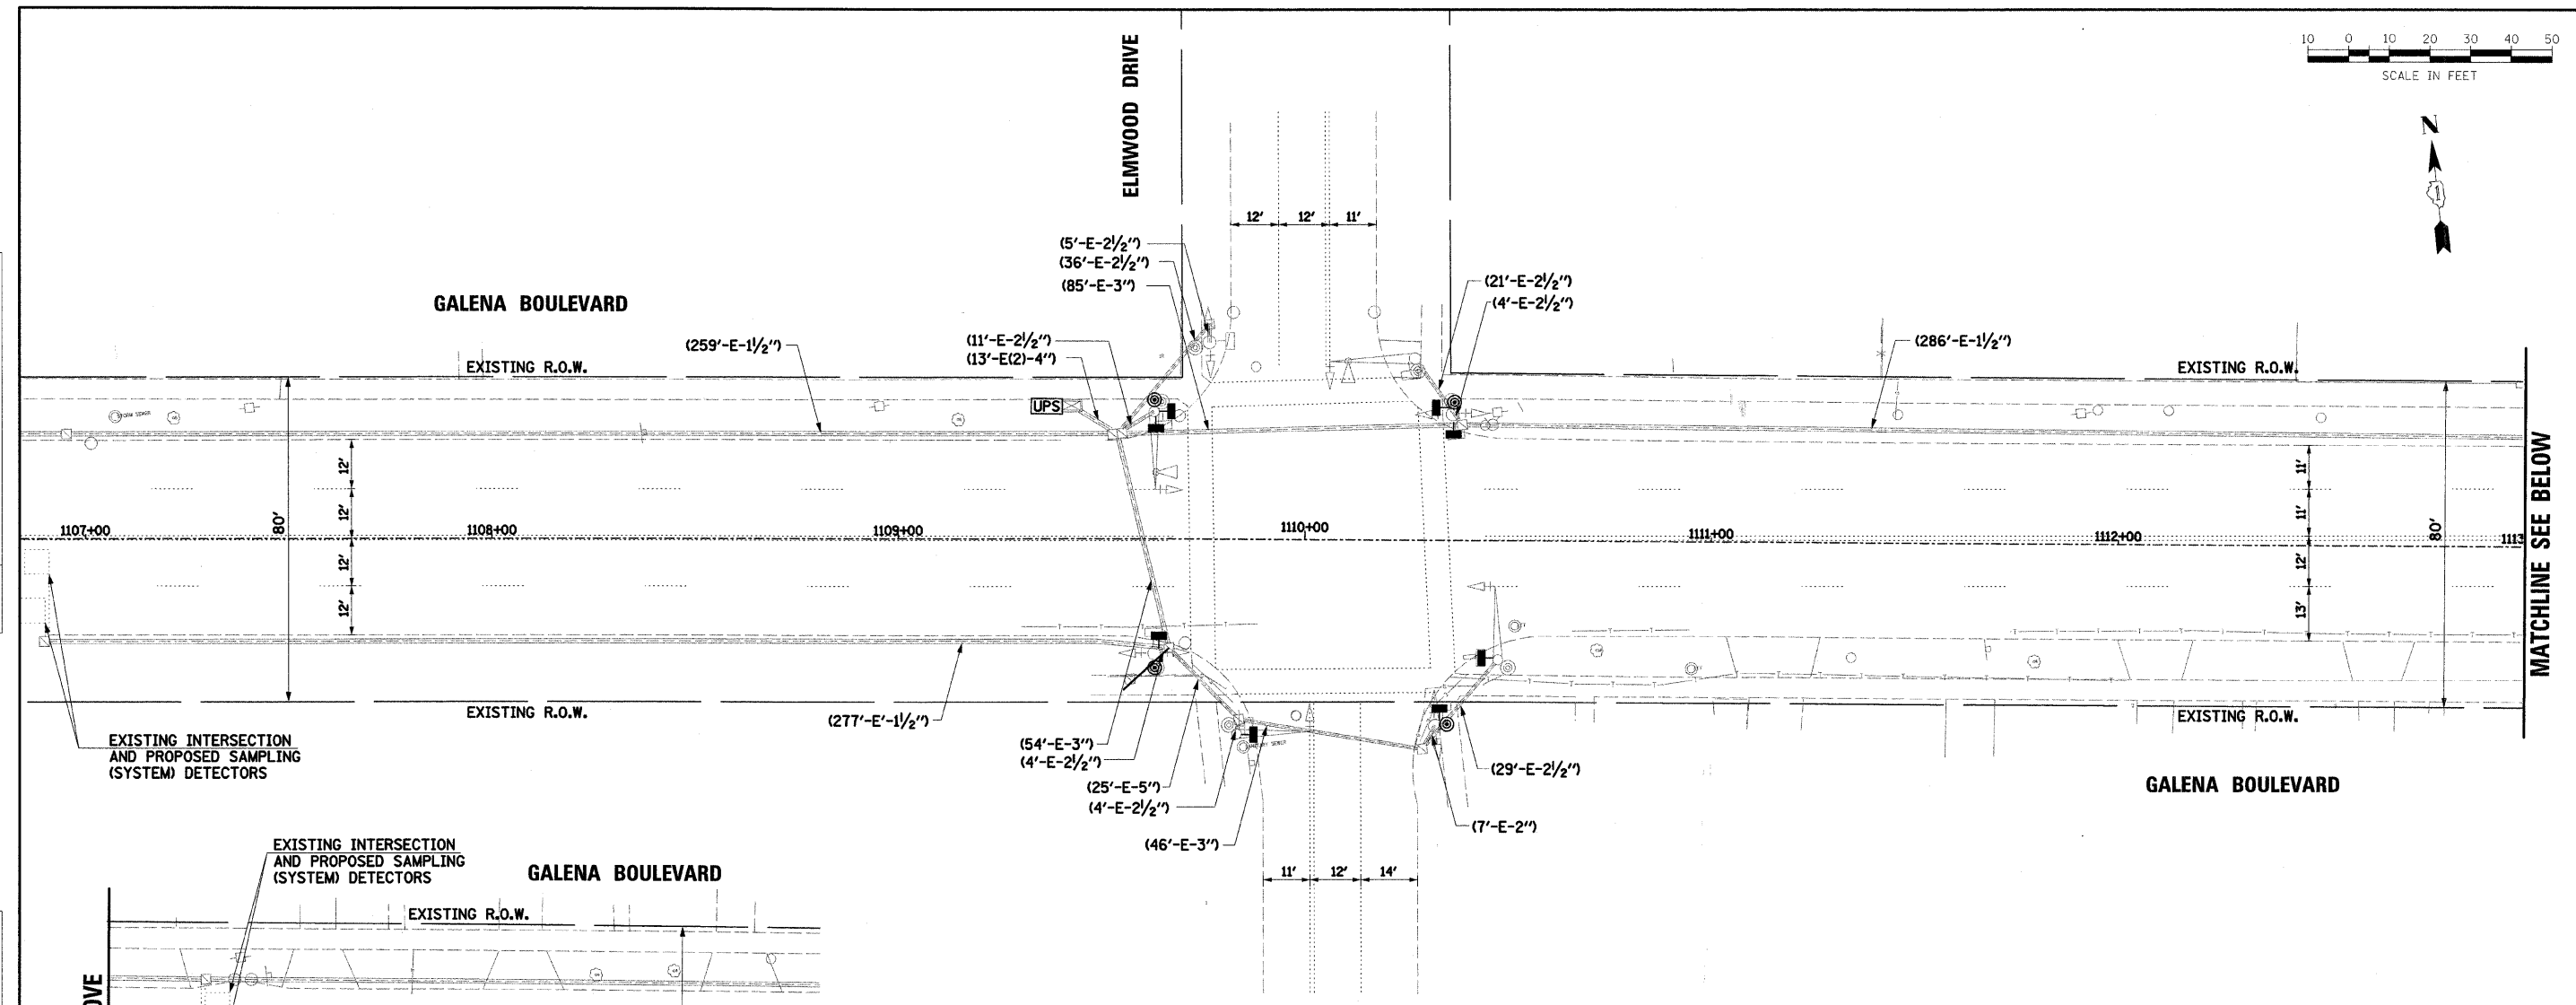 10 0 10 20 30 40 50
SCALE IN FEET
N
ELMWOOD DRIVE
12' 12' 11'
(5'-E-2½")
(36'-E-2½")
(85'-E-3")
(21'-E-2½")
(4'-E-2½")
GALENA BOULEVARD
(259'-E-1½")
(11'-E-2½")
(13'-E(2)-4")
(286'-E-1½")
EXISTING R.O.W.
EXISTING R.O.W.
UPS
STORM SEWER
12'
12'
12'
12'
80'
11'
11'
12'
13'
80'
1107+00 1108+00 1109+00 1110+00 1111+00 1112+00 1113
MATCHLINE SEE BELOW
EXISTING R.O.W.
(277'-E'-1½")
EXISTING R.O.W.
EXISTING INTERSECTION
AND PROPOSED SAMPLING
(SYSTEM) DETECTORS
(54'-E-3")
(4'-E-2½")
(25'-E-5")
(4'-E-2½")
(46'-E-3")
(29'-E-2½")
(7'-E-2")
GALENA BOULEVARD
11' 12' 14'
EXISTING INTERSECTION
AND PROPOSED SAMPLING
(SYSTEM) DETECTORS
GALENA BOULEVARD
EXISTING R.O.W.
OVE